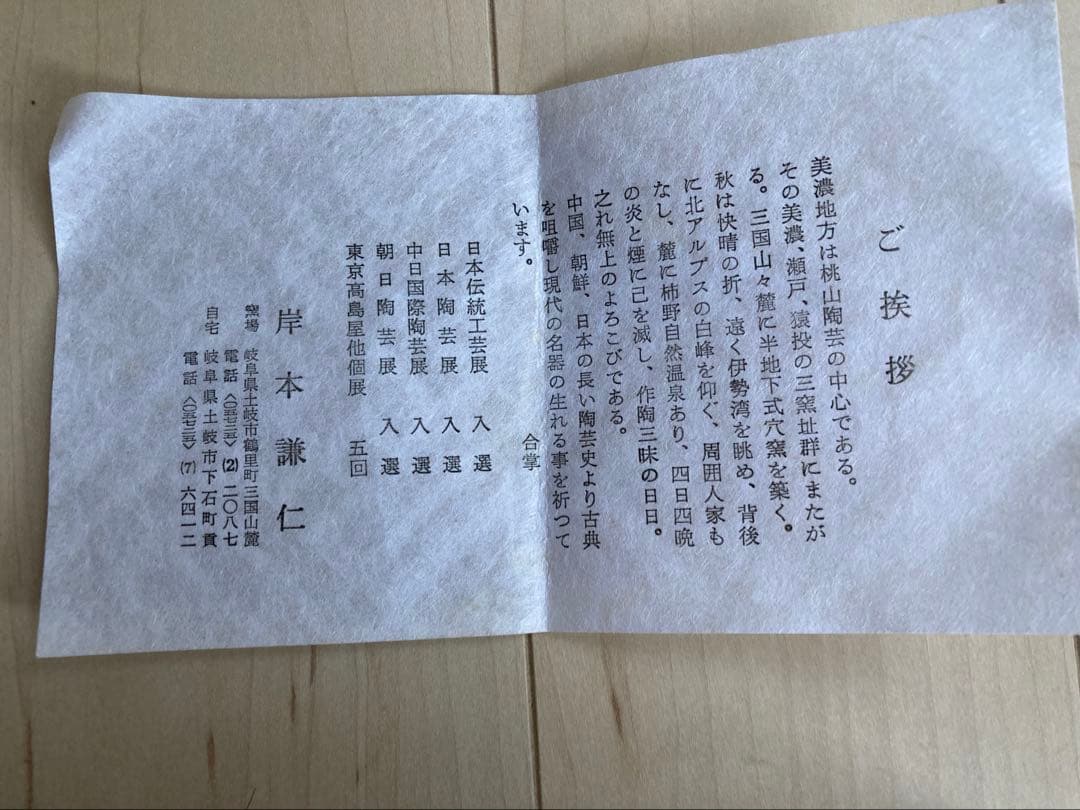 ご挨拶
美濃地方は桃山陶芸の中心である。
その美濃、瀬戸、猿投の三窯址群にまたが
る。三国山々麓に半地下式穴窯を築く。
秋は快晴の折、遠く伊勢湾を眺め、背後
に北アルプスの白峰を仰ぐ、周囲人家も
なし、麓に柿野自然温泉あり、四日四晩
の炎と煙に己を滅し、作陶三昧の日日。
之れ無上のよろこびである。
中国、朝鮮、日本の長い陶芸史より古典
を咀嚼し現代の名器の生れる事を祈つて
います。
合掌
日本伝統工芸展 入選
日本陶芸展 入選
中日国際陶芸展 入選
朝日陶芸展 入選
東京高島屋他個展 五回
岸本謙仁
窯場 岐阜県土岐市鶴里町三国山麓
電話〈〇五七二五〉⑵二〇八七
自宅 岐阜県土岐市下石町貢
電話〈〇五七二五〉⑺六四一二